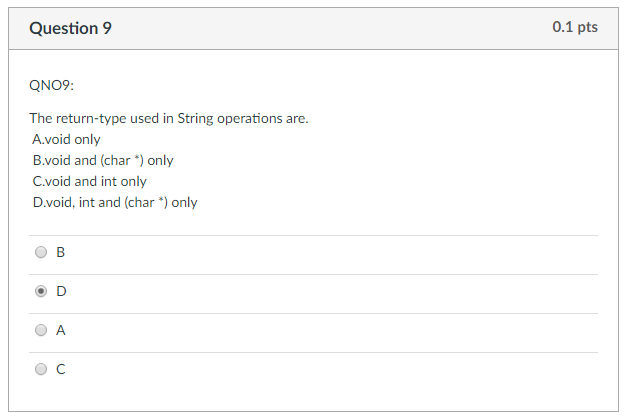 Question 9
0.1 pts
QNO9:
The return-type used in String operations are.
A.void only
B.void and (char *) only
C.void and int only
D.void, int and (char *) only
B
D
A
C